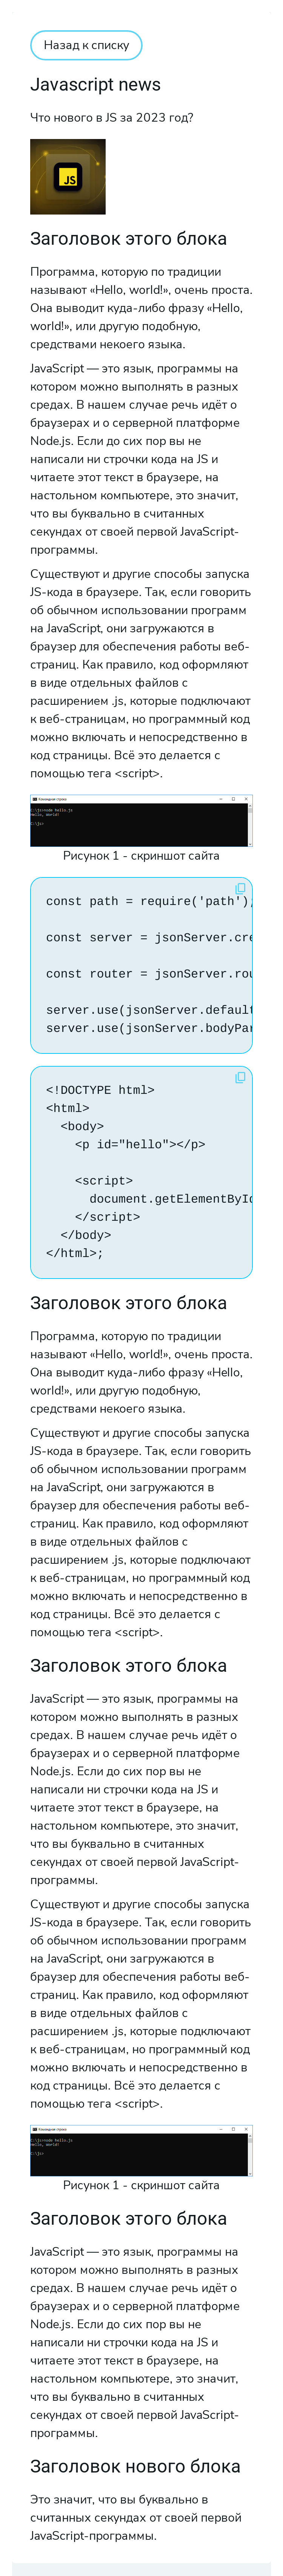 Назад к списку
Javascript news
Что нового в JS за 2023 год?
JS
Заголовок этого блока
Программа, которую по традиции
называют «Hello, world!», очень проста.
Она выводит куда-либо фразу «Hello,
world!», или другую подобную,
средствами некоего языка.
JavaScript — это язык, программы на
котором можно выполнять в разных
средах. В нашем случае речь идёт о
браузерах и о серверной платформе
Node.js. Если до сих пор вы не
написали ни строчки кода на JS и
читаете этот текст в браузере, на
настольном компьютере, это значит,
что вы буквально в считанных
секундах от своей первой JavaScript-
программы.
Существуют и другие способы запуска
JS-кода в браузере. Так, если говорить
об обычном использовании программ
на JavaScript, они загружаются в
браузер для обеспечения работы веб-
страниц. Как правило, код оформляют
в виде отдельных файлов с
расширением .js, которые подключают
к веб-страницам, но программный код
можно включать и непосредственно в
код страницы. Всё это делается с
помощью тега <script>.
Командная строка
C:\js>node hello.js
Hello, World!
C:\js>
Рисунок 1 - скриншот сайта
const path = require('path');
const server = jsonServer.cre
const router = jsonServer.rou
server.use(jsonServer.default
server.use(jsonServer.bodyPar
<!DOCTYPE html>
<html>
<body>
<p id="hello"></p>
<script>
document.getElementById
</script>
</body>
</html>;
Заголовок этого блока
Программа, которую по традиции
называют «Hello, world!», очень проста.
Она выводит куда-либо фразу «Hello,
world!», или другую подобную,
средствами некоего языка.
Существуют и другие способы запуска
JS-кода в браузере. Так, если говорить
об обычном использовании программ
на JavaScript, они загружаются в
браузер для обеспечения работы веб-
страниц. Как правило, код оформляют
в виде отдельных файлов с
расширением .js, которые подключают
к веб-страницам, но программный код
можно включать и непосредственно в
код страницы. Всё это делается с
помощью тега <script>.
Заголовок этого блока
JavaScript — это язык, программы на
котором можно выполнять в разных
средах. В нашем случае речь идёт о
браузерах и о серверной платформе
Node.js. Если до сих пор вы не
написали ни строчки кода на JS и
читаете этот текст в браузере, на
настольном компьютере, это значит,
что вы буквально в считанных
секундах от своей первой JavaScript-
программы.
Существуют и другие способы запуска
JS-кода в браузере. Так, если говорить
об обычном использовании программ
на JavaScript, они загружаются в
браузер для обеспечения работы веб-
страниц. Как правило, код оформляют
в виде отдельных файлов с
расширением .js, которые подключают
к веб-страницам, но программный код
можно включать и непосредственно в
код страницы. Всё это делается с
помощью тега <script>.
Командная строка
C:\js>node hello.js
Hello, World!
C:\js>
Рисунок 1 - скриншот сайта
Заголовок этого блока
JavaScript — это язык, программы на
котором можно выполнять в разных
средах. В нашем случае речь идёт о
браузерах и о серверной платформе
Node.js. Если до сих пор вы не
написали ни строчки кода на JS и
читаете этот текст в браузере, на
настольном компьютере, это значит,
что вы буквально в считанных
секундах от своей первой JavaScript-
программы.
Заголовок нового блока
Это значит, что вы буквально в
считанных секундах от своей первой
JavaScript-программы.